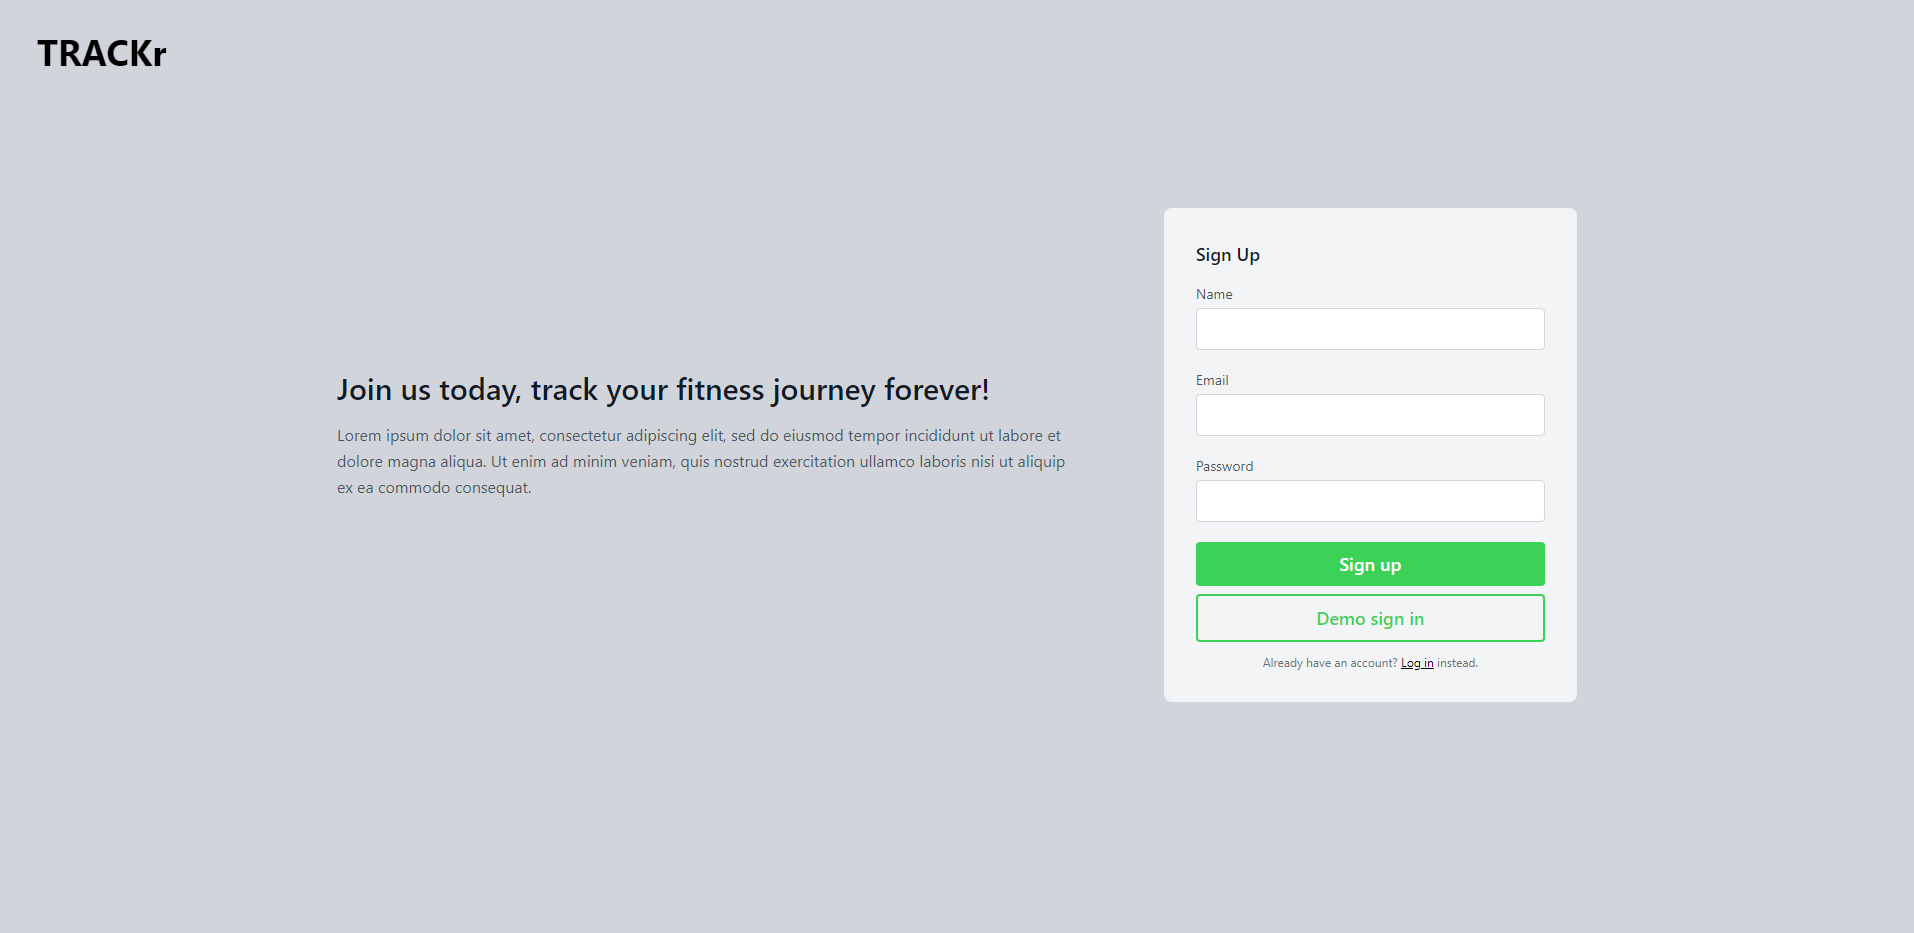 TRACKr
Join us today, track your fitness journey forever!
Lorem ipsum dolor sit amet, consectetur adipiscing elit, sed do eiusmod tempor incididunt ut labore et
dolore magna aliqua. Ut enim ad minim veniam, quis nostrud exercitation ullamco laboris nisi ut aliquip
ex ea commodo consequat.
Sign Up
Name
Email
Password
Sign up
Demo sign in
Already have an account? Log in instead.